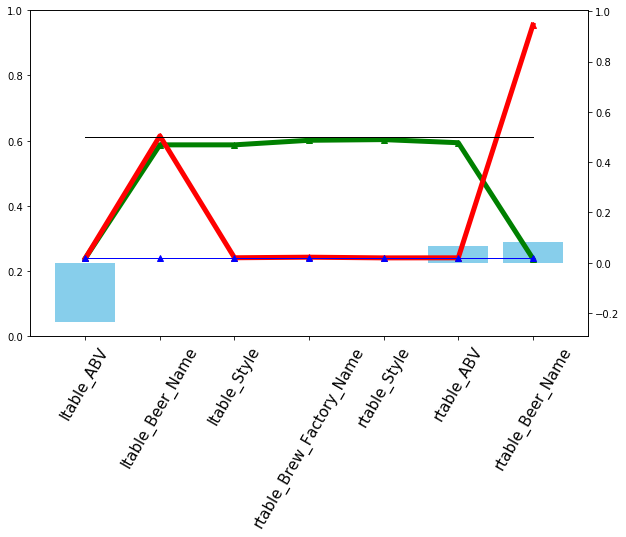 1.0
0.8
0.6
0.4
0.2
0.0
1.0
0.8
0.6
0.4
0.2
0.0
−0.2
ltable_ABV
ltable_Beer_Name
ltable_Style
rtable_Brew_Factory_Name
rtable_Style
rtable_ABV
rtable_Beer_Name